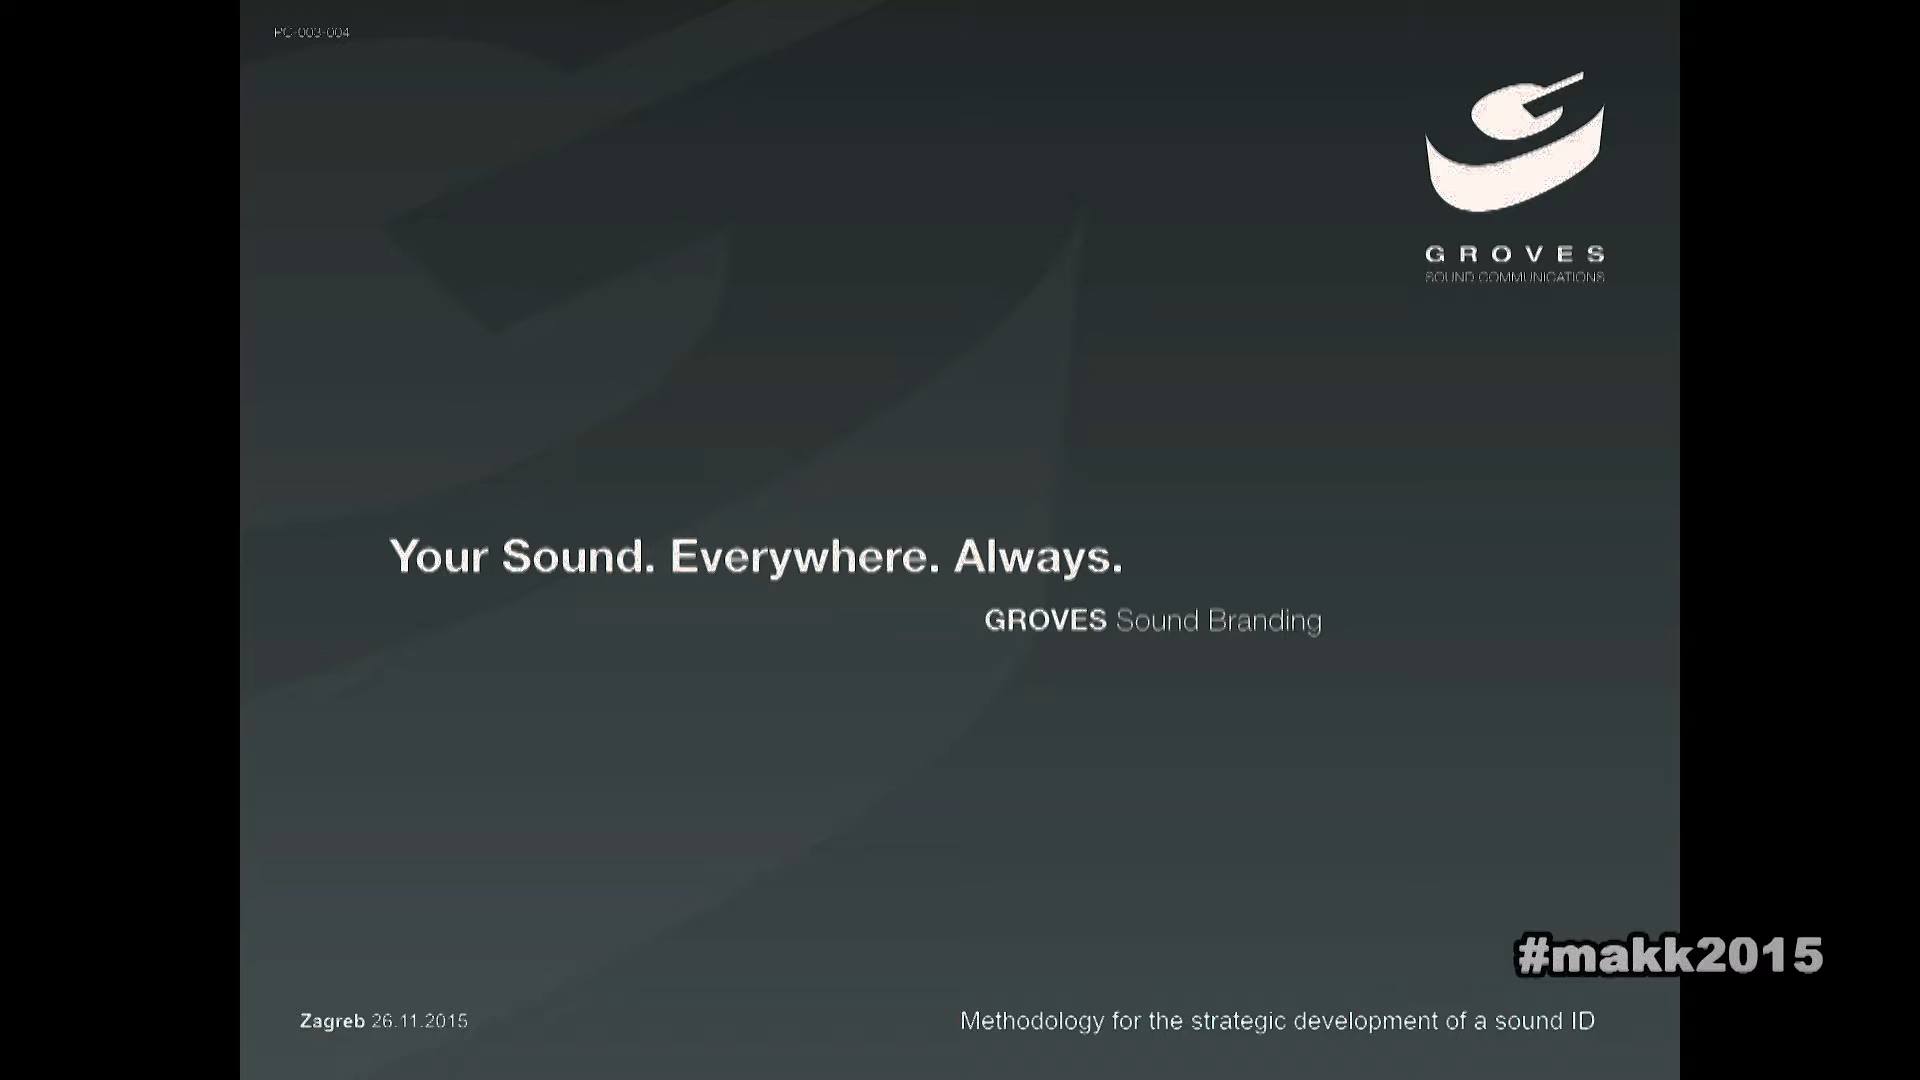 PC-003-004
GROVES
SOUND COMMUNICATIONS
Your Sound. Everywhere. Always.
GROVES Sound Branding
#makk2015
Zagreb 26.11.2015
Methodology for the strategic development of a sound ID